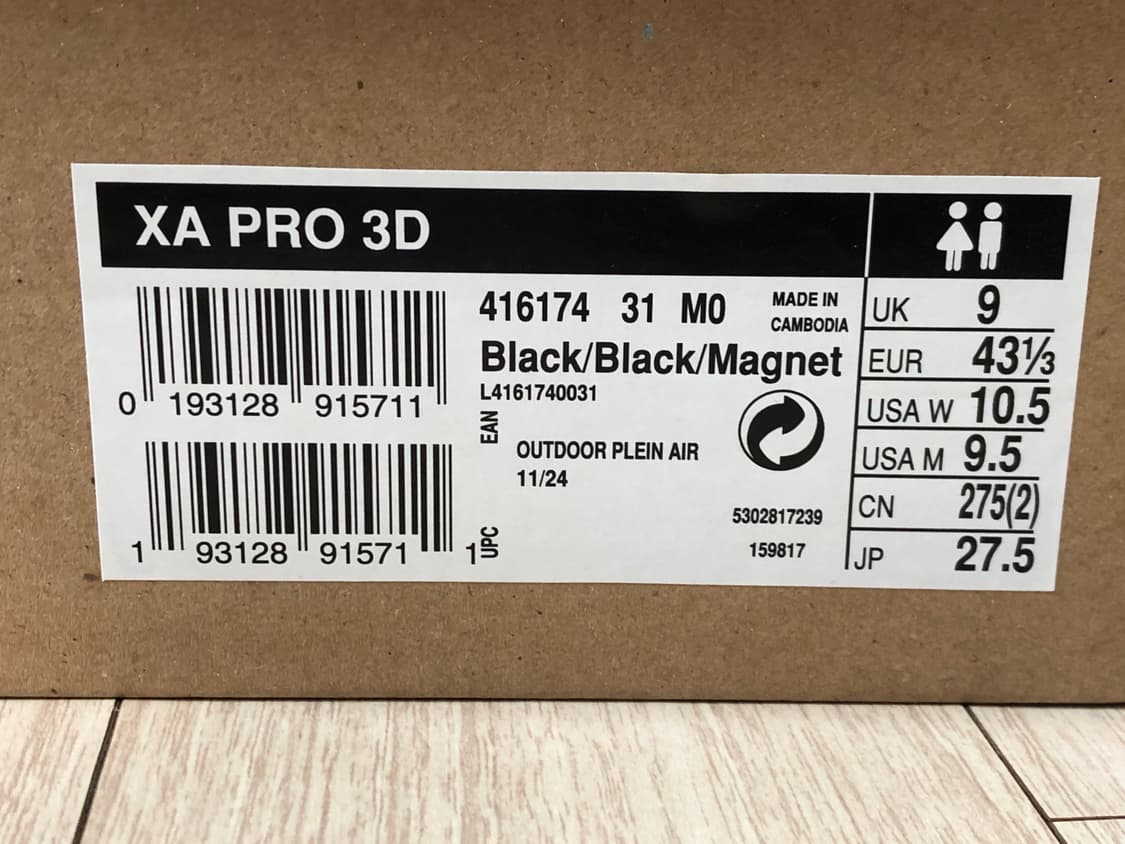 XA PRO 3D
416174 31 M0
MADE IN
CAMBODIA
Black/Black/Magnet
L4161740031
0 193128 915711
EAN
OUTDOOR PLEIN AIR
11/24
5302817239
159817
1 93128 91571 1
UPC
UK 9
EUR 43⅓
USA W 10.5
USA M 9.5
CN 275(2)
JP 27.5